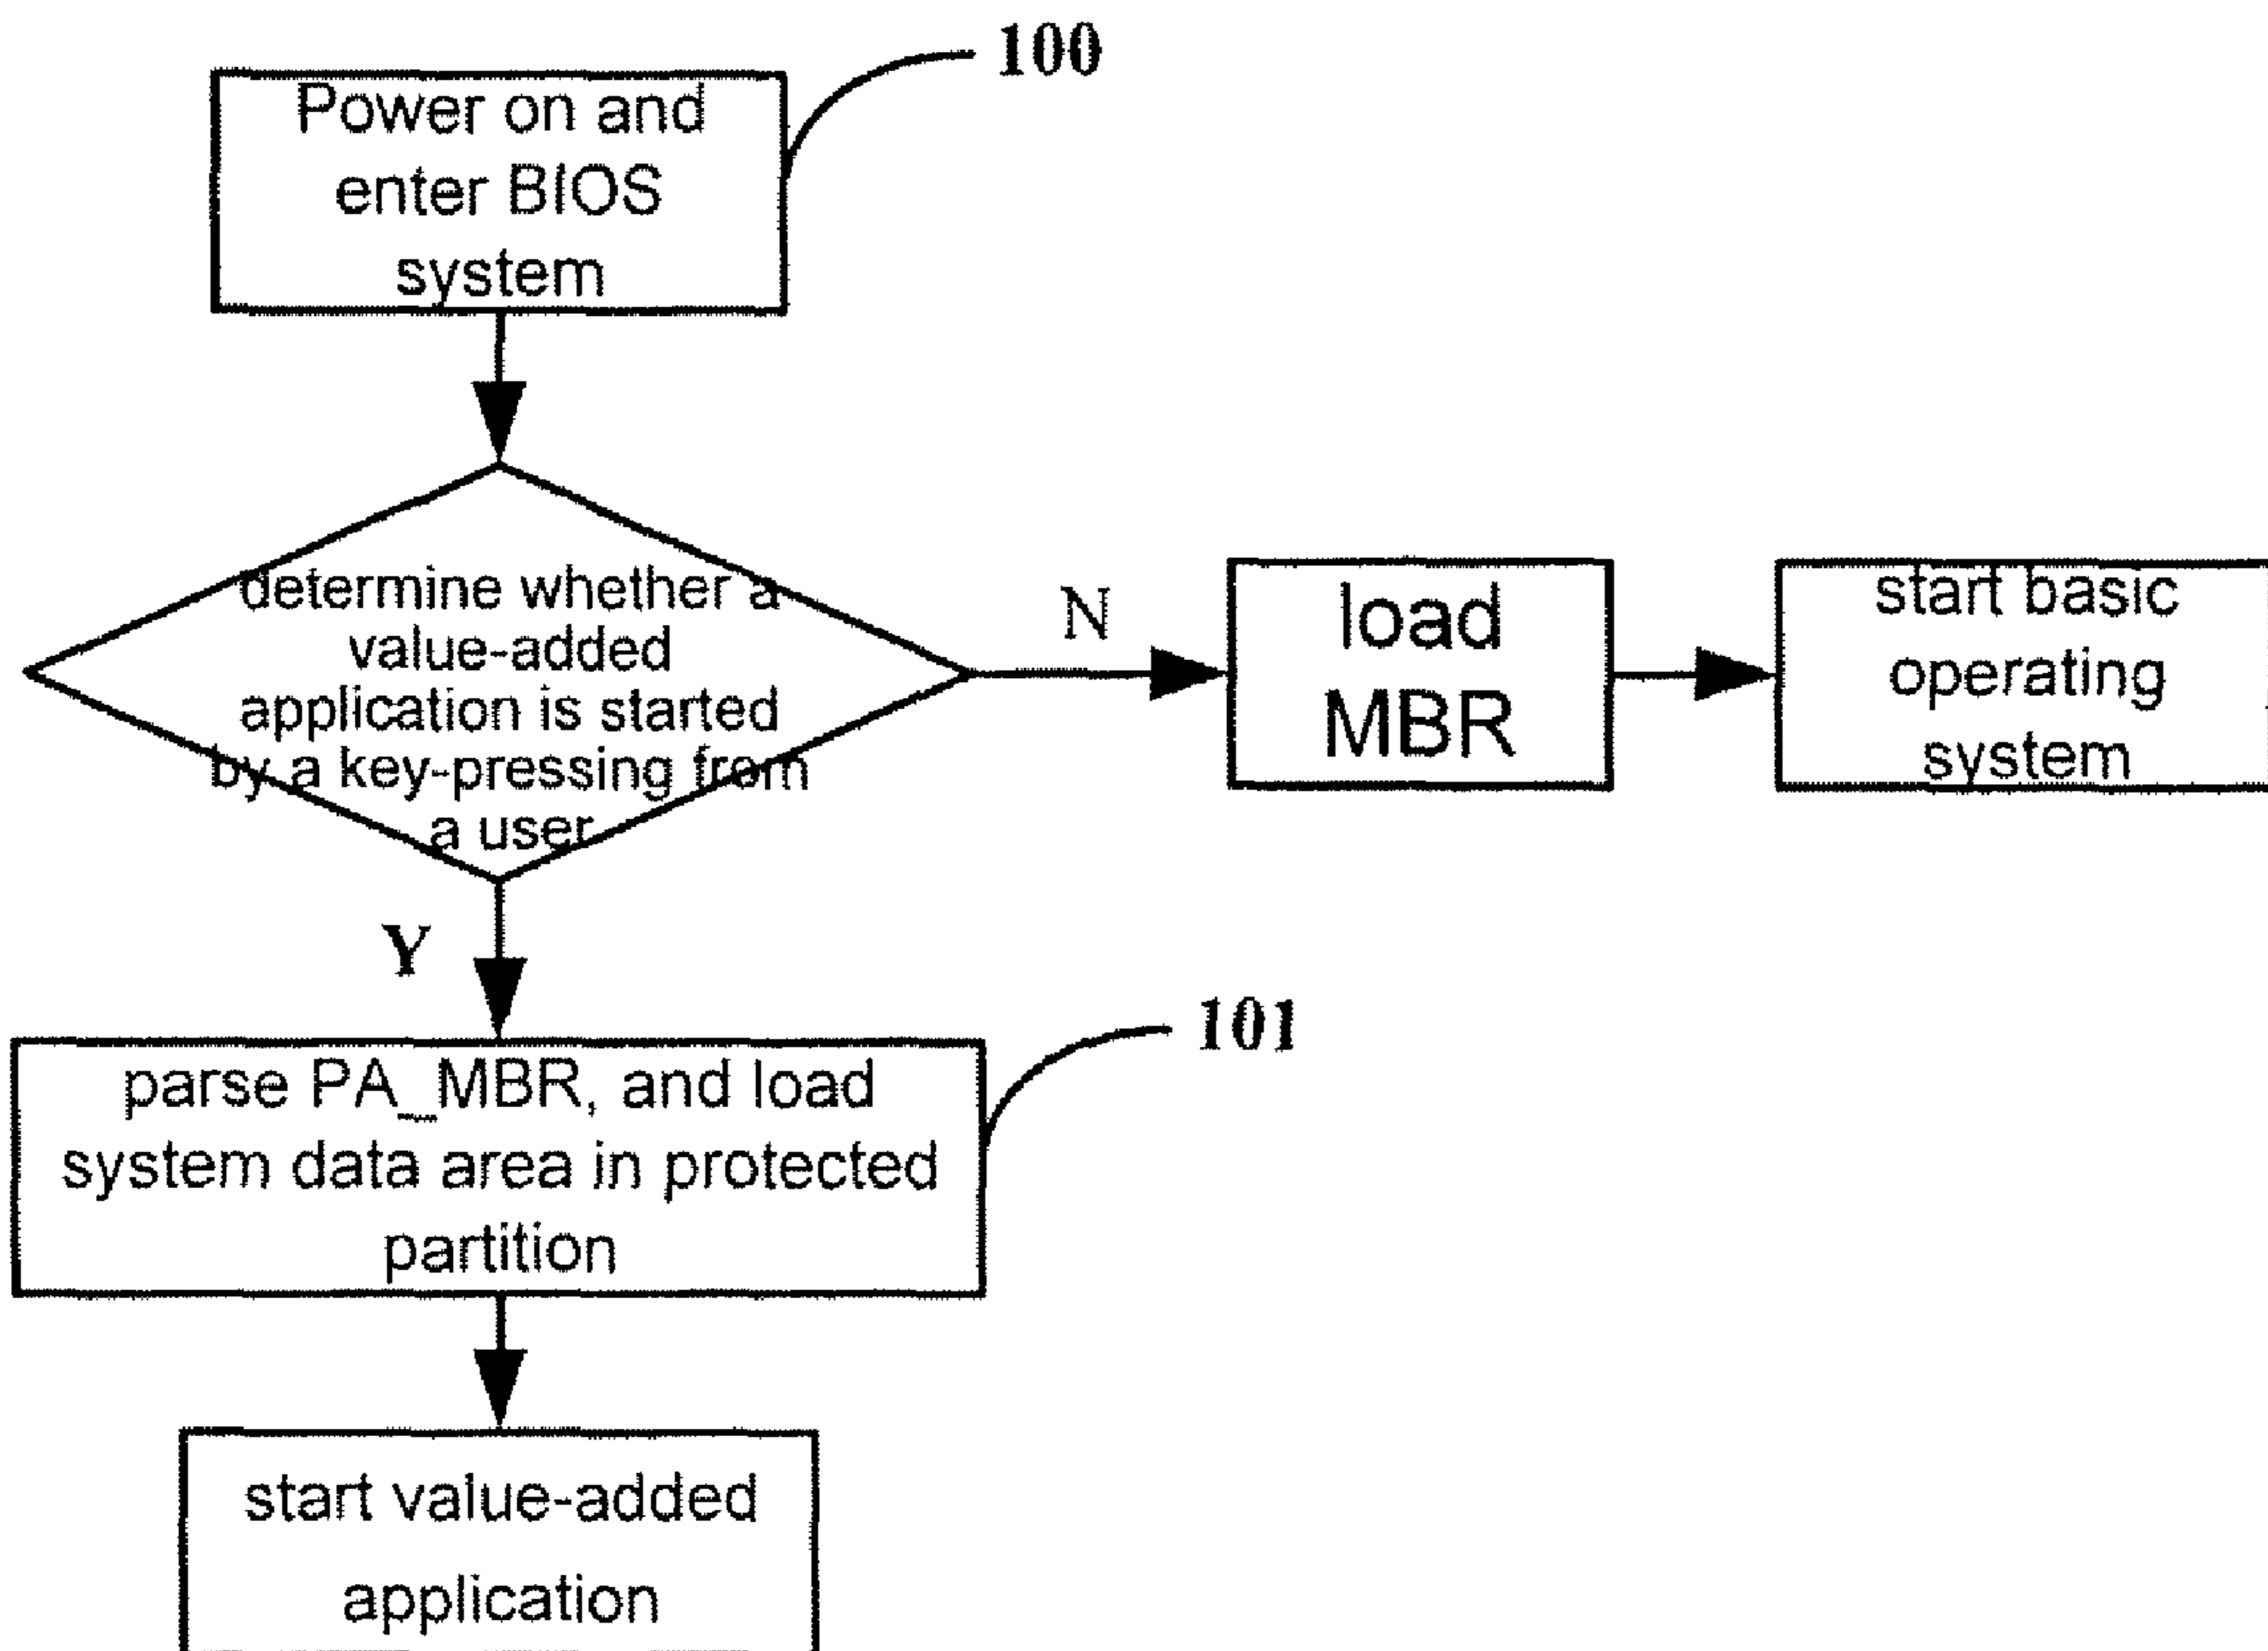 100
Power on and
enter BIOS
system
determine whether a
value-added
application is started
by a key-pressing from
a user
N
load
MBR
start basic
operating
system
Y
101
parse PA_MBR, and load
system data area in protected
partition
start value-added
application